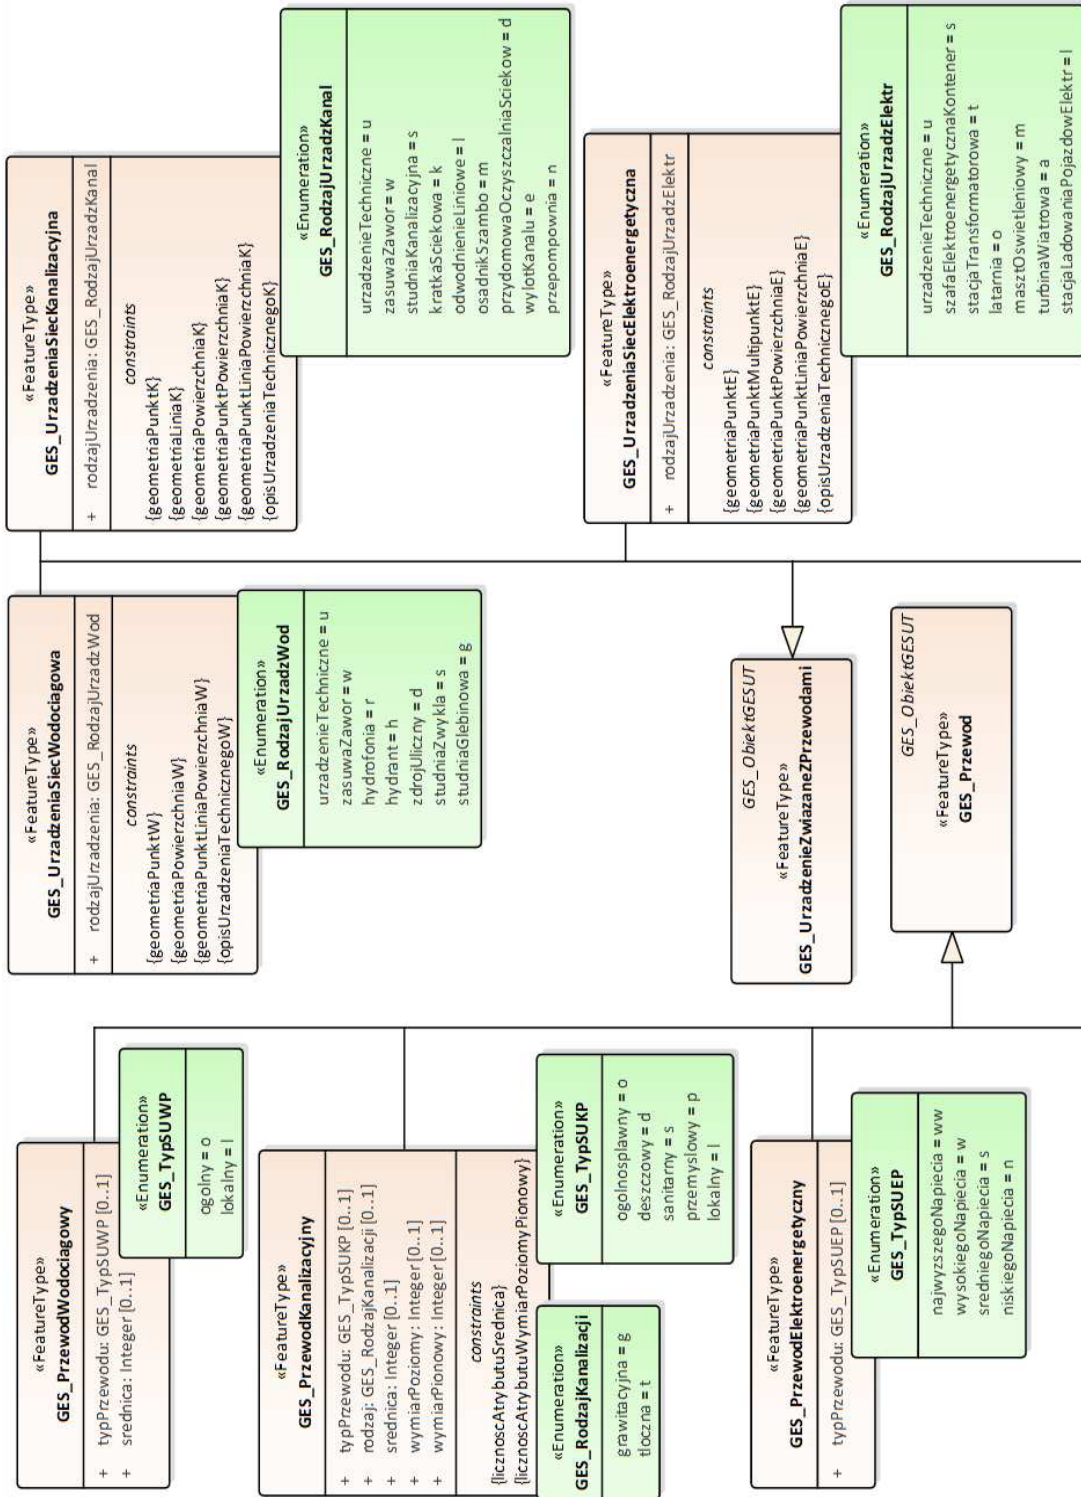 «FeatureType»
GES_PrzewodWodociagowy
+ typPrzewodu: GES_TypSUWP [0..1]
+ srednica: Integer [0..1]
«Enumeration»
GES_TypSUWP
ogolny = o
lokalny = l
«FeatureType»
GES_UrzadzeniaSiecWodociagowa
+ rodzajUrzadzenia: GES_RodzajUrzadzWod
constraints
{geometriaPunktW}
{geometriaPowierzchniaW}
{geometriaPunktLiniaPowierzchniaW}
{opisUrzadzeniaTechnicznegoW}
«Enumeration»
GES_RodzajUrzadzWod
urzadzenieTechniczne = u
zasuwaZawor = w
hydrofonia = r
hydrant = h
zdrojUliczny = d
studniaZwykla = s
studniaGlebinowa = g
«FeatureType»
GES_UrzadzeniaSiecKanalizacyjna
+ rodzajUrzadzenia: GES_RodzajUrzadzKanal
constraints
{geometriaPunktK}
{geometriaLiniaK}
{geometriaPowierzchniaK}
{geometriaPunktPowierzchniaK}
{geometriaPunktLiniaPowierzchniaK}
{opisUrzadzeniaTechnicznegoK}
«Enumeration»
GES_RodzajUrzadzKanal
urzadzenieTechniczne = u
zasuwaZawor = w
studniaKanalizacyjna = s
kratkaSciekowa = k
odwodnienieLiniowe = l
osadnikSzambo = m
przydomowaOczyszczalniaSciekow = d
wylotKanalu = e
przepompownia = n
«FeatureType»
GES_PrzewodKanalizacyjny
+ typPrzewodu: GES_TypSUKP [0..1]
+ rodzaj: GES_RodzajKanalizacji [0..1]
+ srednica: Integer [0..1]
+ wymiarPoziomy: Integer [0..1]
+ wymiarPionowy: Integer [0..1]
constraints
{licznoscAtrybutuSrednica}
{licznoscAtrybutuWymiarPoziomyPionowy}
«Enumeration»
GES_RodzajKanalizacji
grawitacyjna = g
tloczna = t
«Enumeration»
GES_TypSUKP
ogolnosplawny = o
deszczowy = d
sanitarny = s
przemyslowy = p
lokalny = l
«FeatureType»
GES_UrzadzeniaSiecElektroenergetyczna
+ rodzajUrzadzenia: GES_RodzajUrzadzElektr
constraints
{geometriaPunktE}
{geometriaPunktMultipunktE}
{geometriaPunktPowierzchniaE}
{geometriaPunktLiniaPowierzchniaE}
{opisUrzadzeniaTechnicznegoE}
«Enumeration»
GES_RodzajUrzadzElektr
urzadzenieTechniczne = u
szafaElektroenergetycznaKontener = s
stacjaTransformatorowa = t
latarnia = o
masztOswietleniowy = m
turbinaWiatrowa = a
stacjaLadowaniaPojazdowElektr = l
GES_ObiektGESUT
«FeatureType»
GES_UrzadzenieZwiazaneZPrzewodami
GES_ObiektGESUT
«FeatureType»
GES_Przewod
«FeatureType»
GES_PrzewodElektroenergetyczny
+ typPrzewodu: GES_TypSUEP [0..1]
«Enumeration»
GES_TypSUEP
najwyzszegoNapiecia = ww
wysokiegoNapiecia = w
sredniegoNapiecia = s
niskiegoNapiecia = n